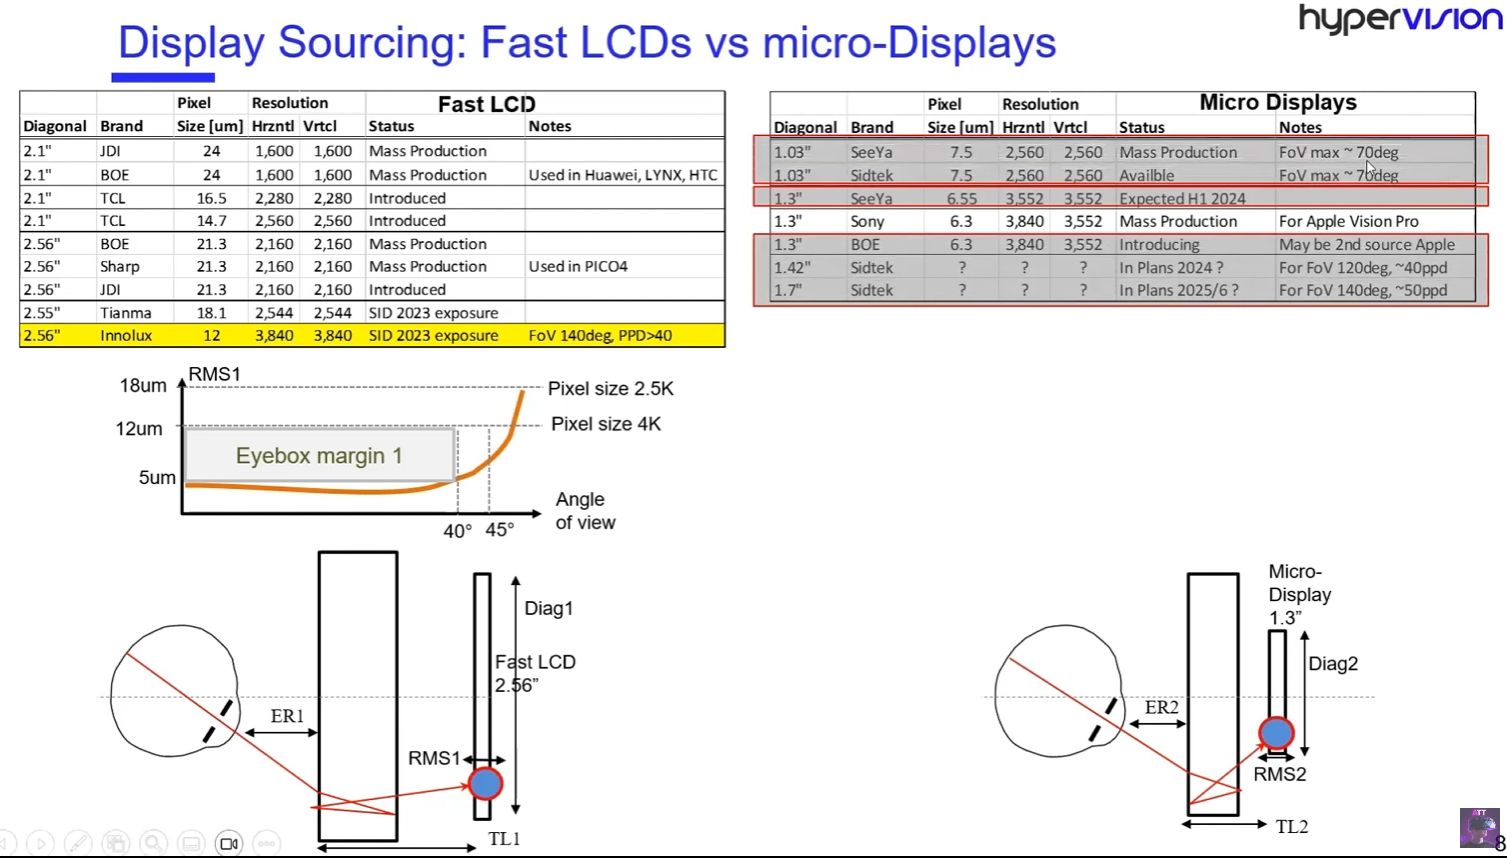 hypervision
Display Sourcing: Fast LCDs vs micro-Displays
Pixel Resolution Fast LCD
Diagonal Brand Size [um] Hrzntl Vrtcl Status Notes
2.1" JDI 24 1,600 1,600 Mass Production
2.1" BOE 24 1,600 1,600 Mass Production Used in Huawei, LYNX, HTC
2.1" TCL 16.5 2,280 2,280 Introduced
2.1" TCL 14.7 2,560 2,560 Introduced
2.56" BOE 21.3 2,160 2,160 Mass Production
2.56" Sharp 21.3 2,160 2,160 Mass Production Used in PICO4
2.56" JDI 21.3 2,160 2,160 Introduced
2.55" Tianma 18.1 2,544 2,544 SID 2023 exposure
2.56" Innolux 12 3,840 3,840 SID 2023 exposure FoV 140deg, PPD>40
Pixel Resolution Micro Displays
Diagonal Brand Size [um] Hrzntl Vrtcl Status Notes
1.03" SeeYa 7.5 2,560 2,560 Mass Production FoV max ~ 70deg
1.03" Sidtek 7.5 2,560 2,560 Availble FoV max ~ 70deg
1.3" SeeYa 6.55 3,552 3,552 Expected H1 2024
1.3" Sony 6.3 3,840 3,552 Mass Production For Apple Vision Pro
1.3" BOE 6.3 3,840 3,552 Introducing May be 2nd source Apple
1.42" Sidtek ? ? ? In Plans 2024 ? For FoV 120deg, ~40ppd
1.7" Sidtek ? ? ? In Plans 2025/6 ? For FoV 140deg, ~50ppd
RMS1
18um
Pixel size 2.5K
12um
Pixel size 4K
Eyebox margin 1
5um
Angle
of view
40° 45°
Diag1
Fast LCD
2.56"
ER1
RMS1
TL1
Micro-
Display
1.3"
Diag2
ER2
RMS2
TL2
ATT
8